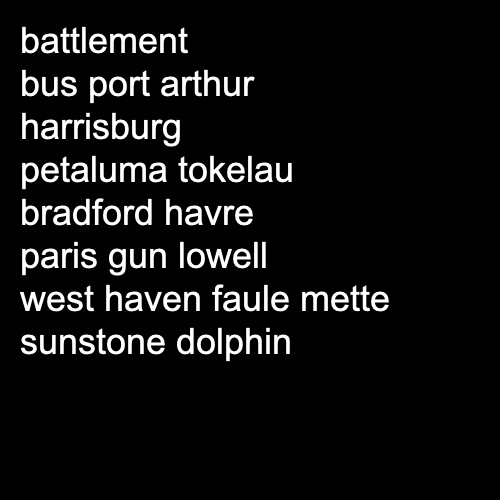 battlement
bus port arthur
harrisburg
petaluma tokelau
bradford havre
paris gun lowell
west haven faule mette
sunstone dolphin